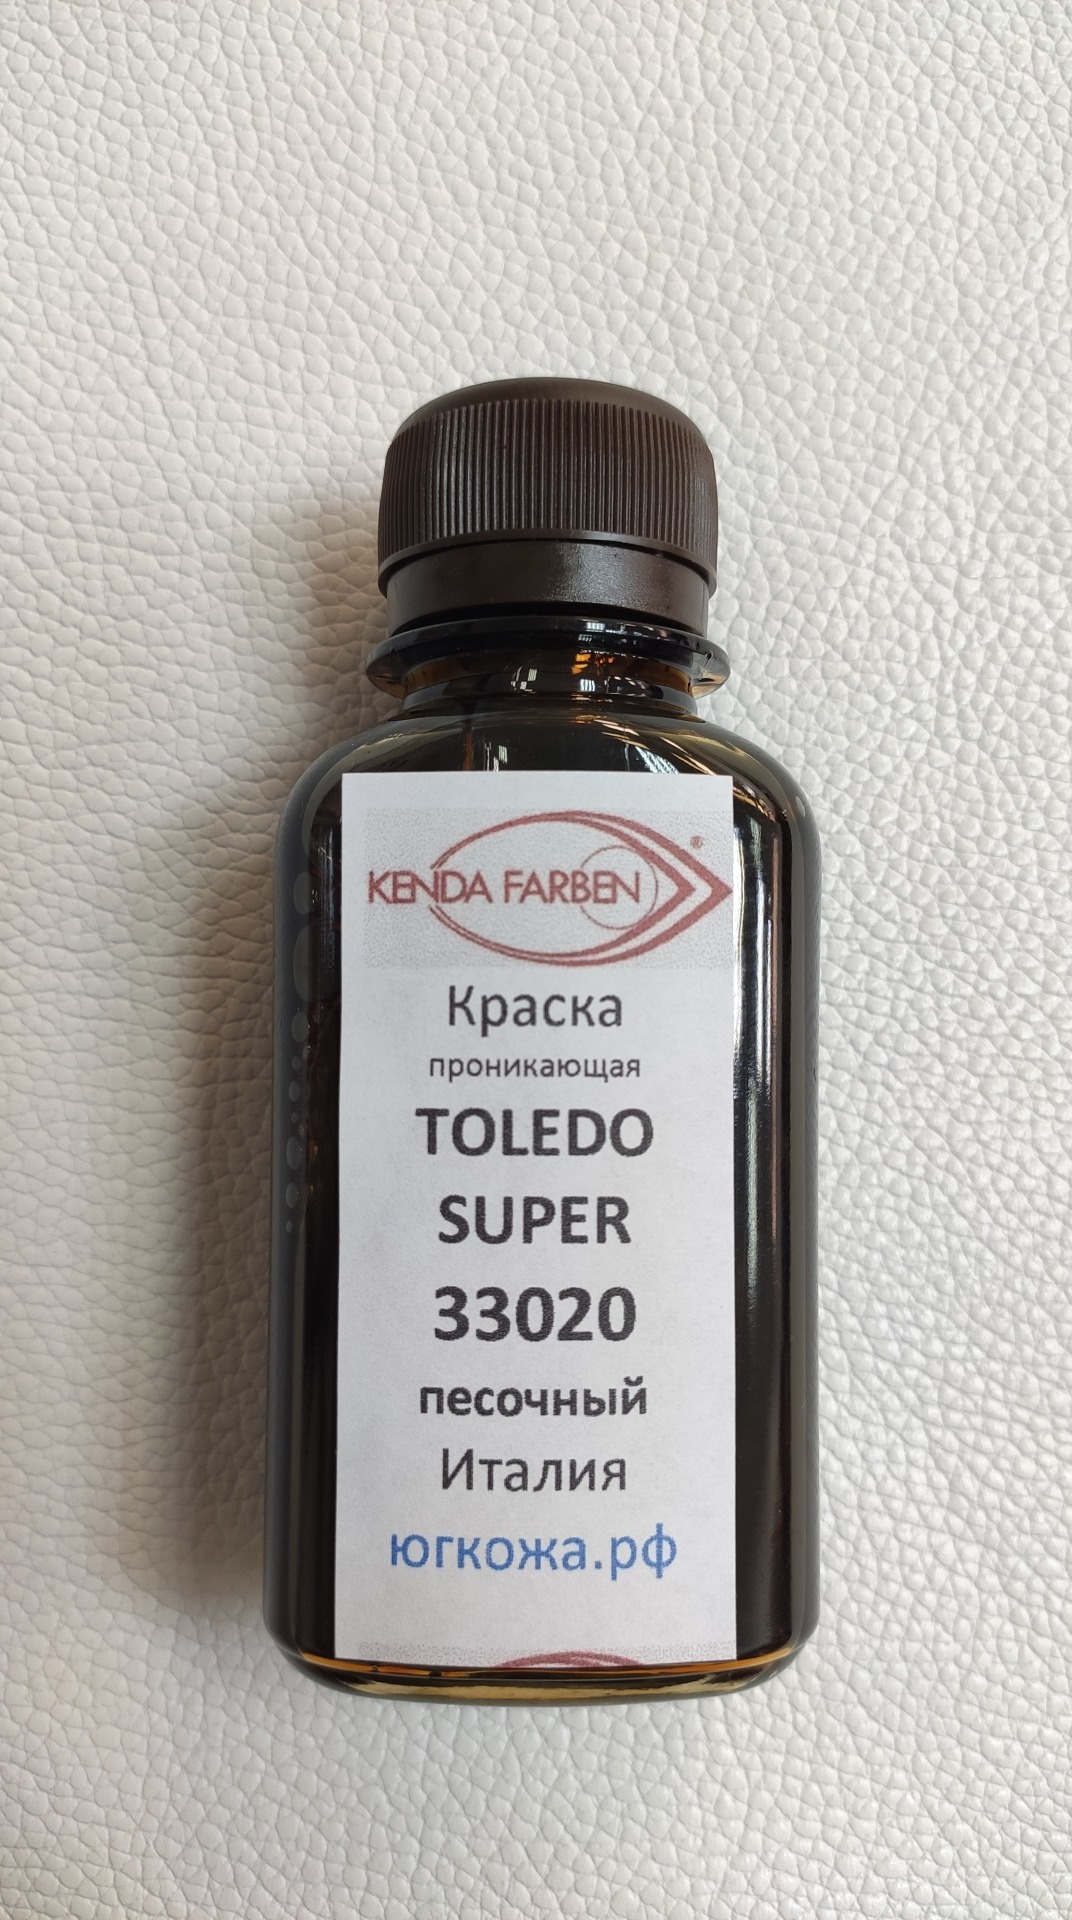 KENDA FARBEN ®
Краска
проникающая
TOLEDO
SUPER
33020
песочный
Италия
югкожа.рф